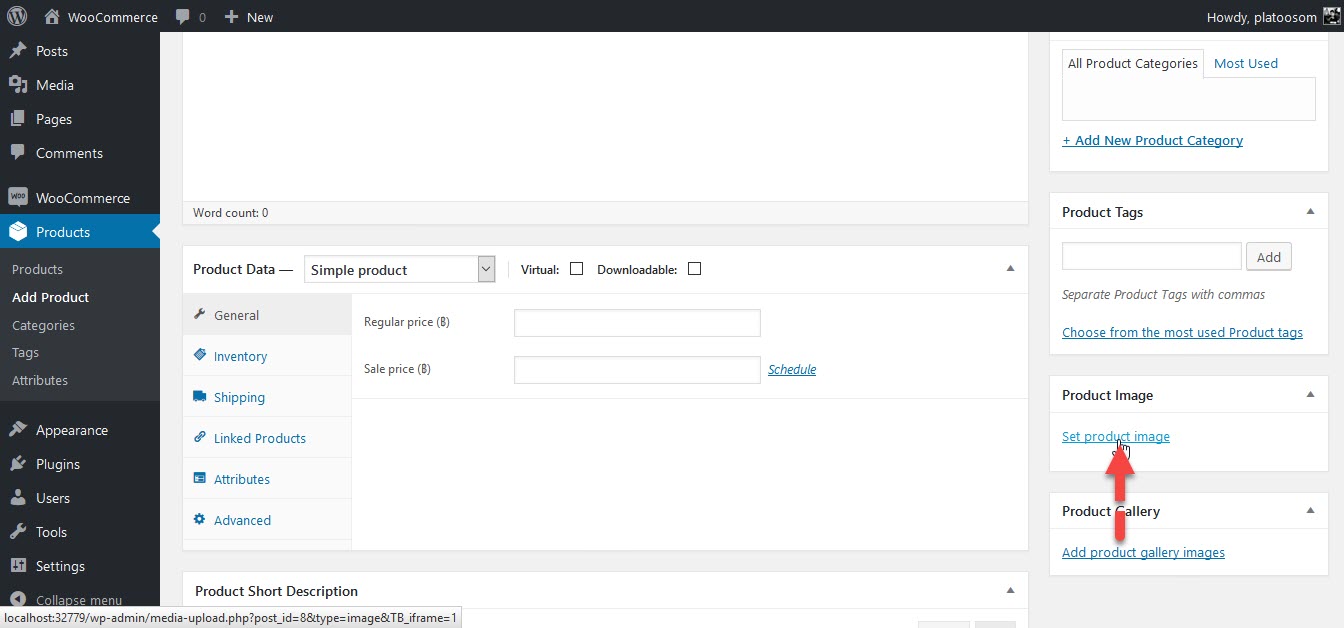 WooCommerce 0 New Howdy, platoosom
Posts
Media
Pages
Comments
WOO WooCommerce
Products
Products
Add Product
Categories
Tags
Attributes
Appearance
Plugins
Users
Tools
Settings
Collapse menu
Word count: 0
Product Data — Simple product Virtual: Downloadable:
General
Inventory
Shipping
Linked Products
Attributes
Advanced
Regular price (฿)
Sale price (฿) Schedule
Product Short Description
All Product Categories Most Used
+ Add New Product Category
Product Tags
Add
Separate Product Tags with commas
Choose from the most used Product tags
Product Image
Set product image
Product Gallery
Add product gallery images
localhost:32779/wp-admin/media-upload.php?post_id=8&type=image&TB_iframe=1